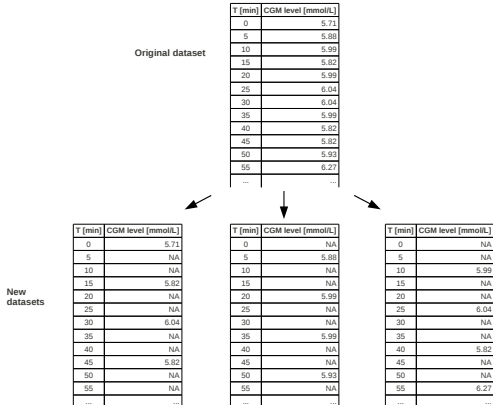 T [min] CGM level [mmol/L]
0 5.71
5 5.88
10 5.99
15 5.82
20 5.99
25 6.04
30 6.04
35 5.99
40 5.82
45 5.82
50 5.93
55 6.27
... ...
Original dataset
New
datasets
T [min] CGM level [mmol/L]
0 5.71
5 NA
10 NA
15 5.82
20 NA
25 NA
30 6.04
35 NA
40 NA
45 5.82
50 NA
55 NA
... ...
T [min] CGM level [mmol/L]
0 NA
5 5.88
10 NA
15 NA
20 5.99
25 NA
30 NA
35 5.99
40 NA
45 NA
50 5.93
55 NA
... ...
T [min] CGM level [mmol/L]
0 NA
5 NA
10 5.99
15 NA
20 NA
25 6.04
30 NA
35 NA
40 5.82
45 NA
50 NA
55 6.27
... ...